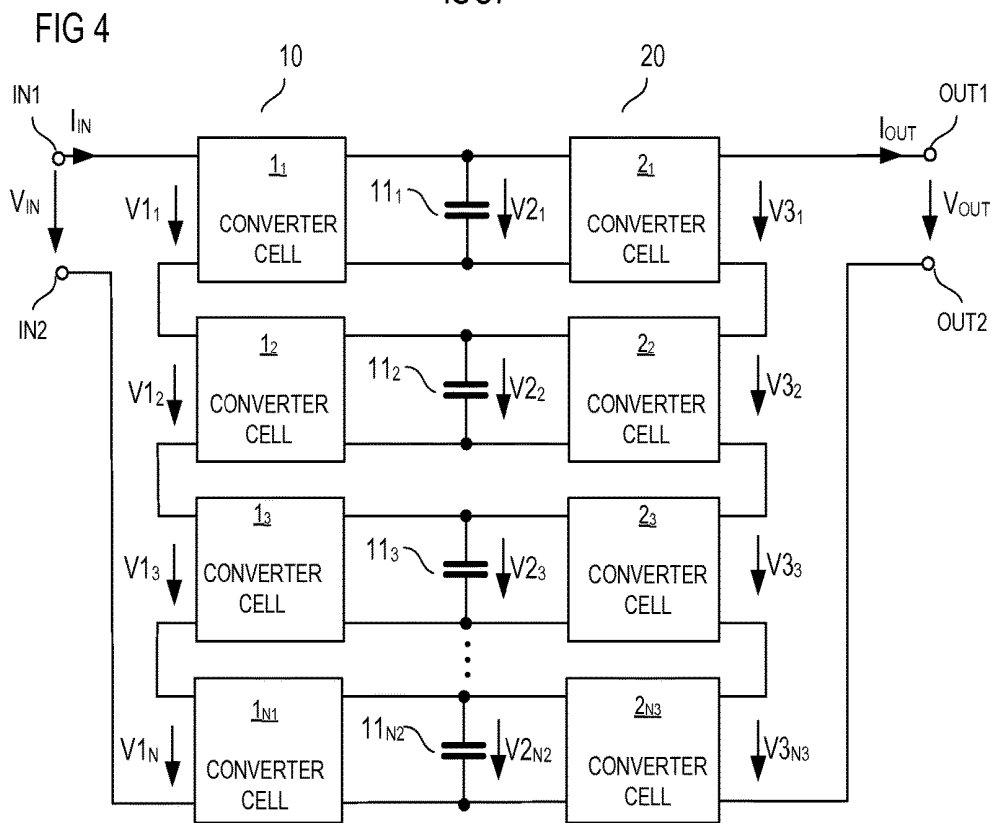 FIG 4
10
20
IN1
I_IN
I_OUT
OUT1
V_IN
V1_1
1_1
CONVERTER
CELL
11_1
V2_1
2_1
CONVERTER
CELL
V3_1
V_OUT
IN2
OUT2
V1_2
1_2
CONVERTER
CELL
11_2
V2_2
2_2
CONVERTER
CELL
V3_2
V1_3
1_3
CONVERTER
CELL
11_3
V2_3
2_3
CONVERTER
CELL
V3_3
V1_N
1_N1
CONVERTER
CELL
11_N2
V2_N2
2_N3
CONVERTER
CELL
V3_N3